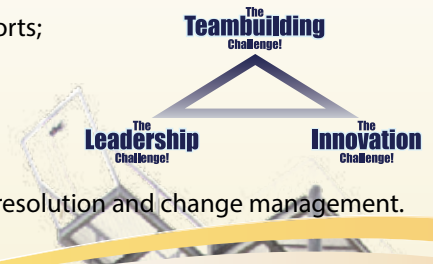 orts;
The
Teambuilding
Challenge!
The
Leadership
Challenge!
The
Innovation
Challenge!
resolution and change management.